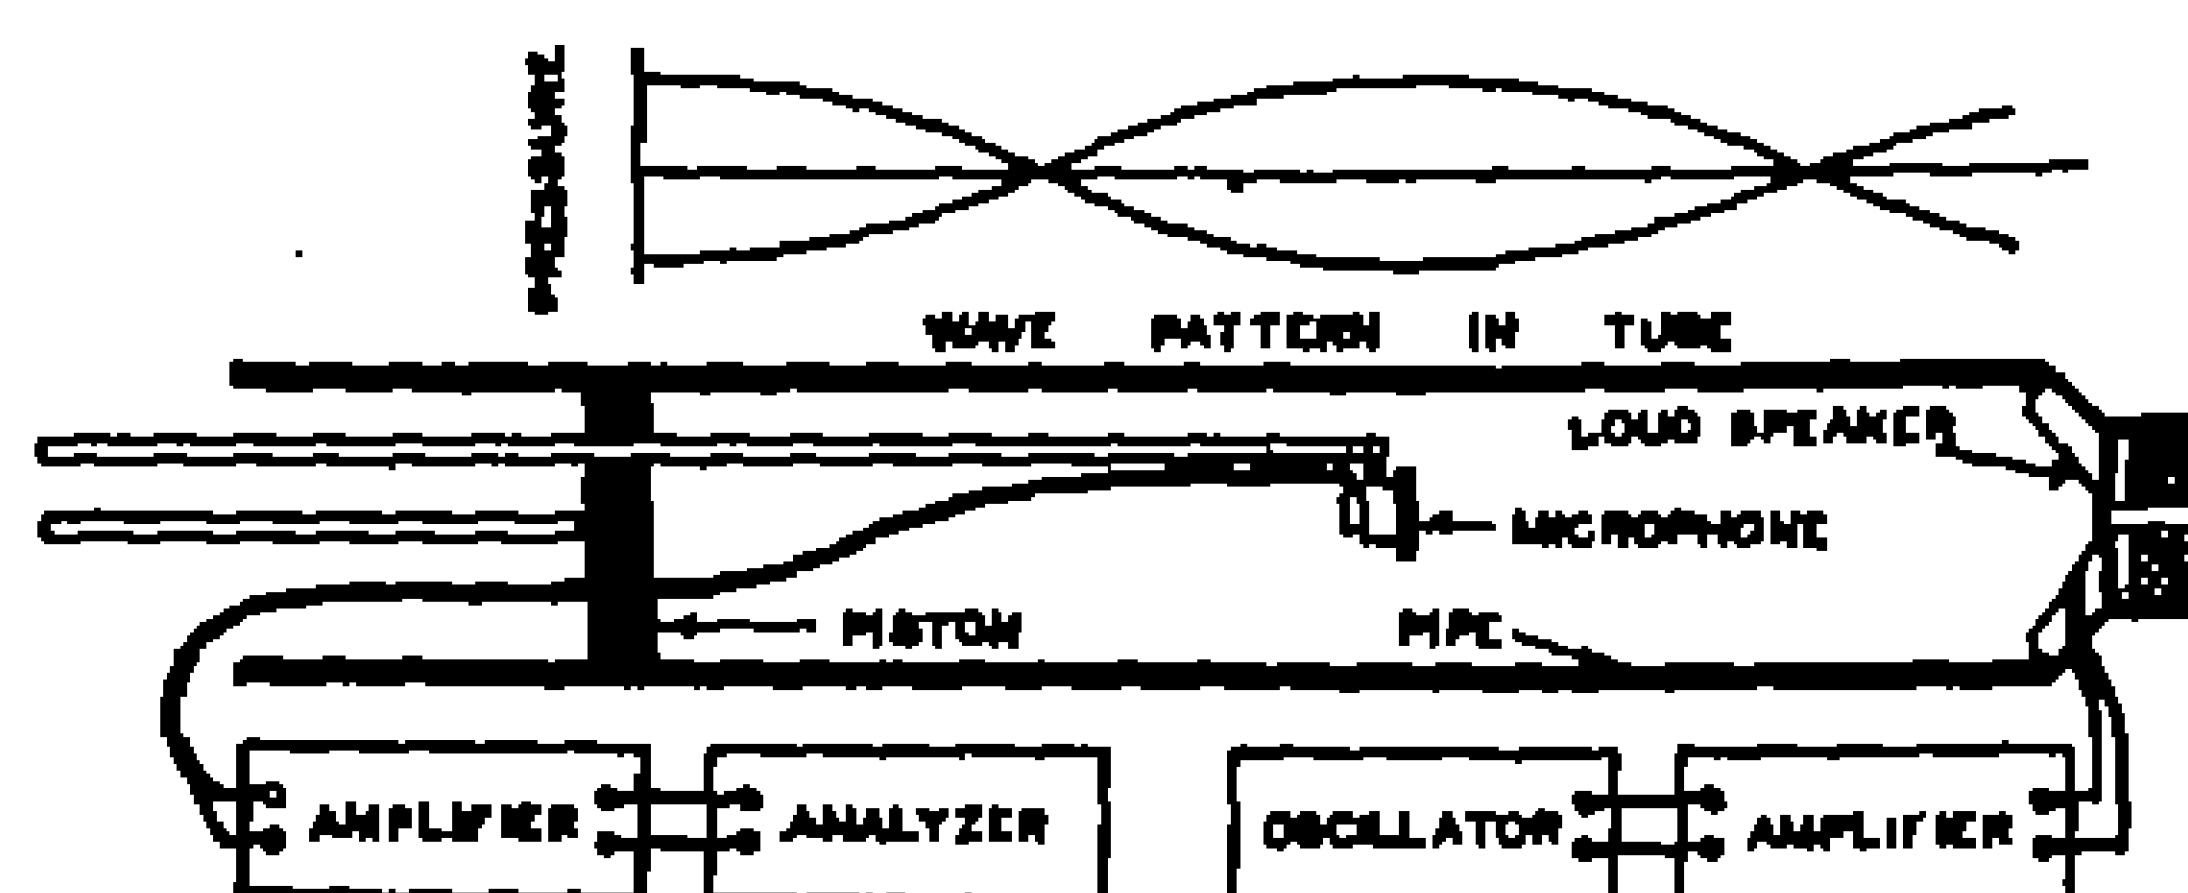 PRESSURE
WAVE PATTERN IN TUBE
LOUD SPEAKER
MICROPHONE
PISTON
PIPE
AMPLIFIER
ANALYZER
OSCILLATOR
AMPLIFIER